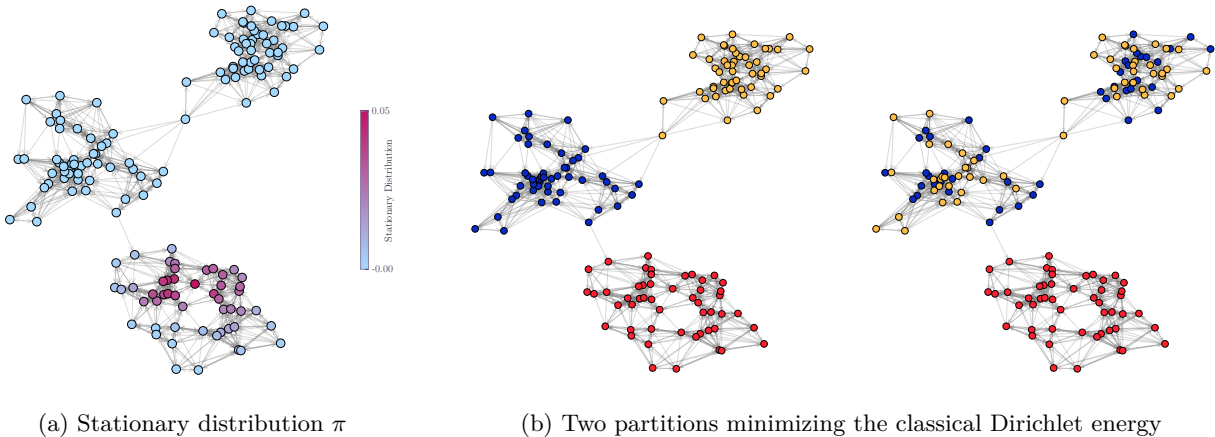 0.05
Stationary Distribution
-0.00
(a) Stationary distribution π
(b) Two partitions minimizing the classical Dirichlet energy